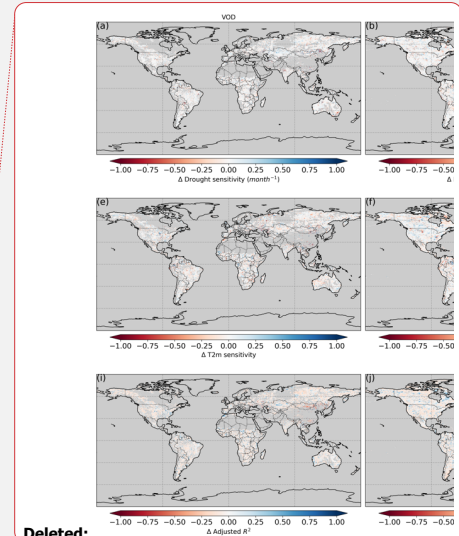 VOD
(a) (b)
−1.00 −0.75 −0.50 −0.25 0.00 0.25 0.50 0.75 1.00 −1.00 −0.75 −0.50
Δ Drought sensitivity (month⁻¹) Δ
(e) (f)
−1.00 −0.75 −0.50 −0.25 0.00 0.25 0.50 0.75 1.00 −1.00 −0.75 −0.50
Δ T2m sensitivity
(i) (j)
−1.00 −0.75 −0.50 −0.25 0.00 0.25 0.50 0.75 1.00 −1.00 −0.75 −0.50
Δ Adjusted R²
Deleted: